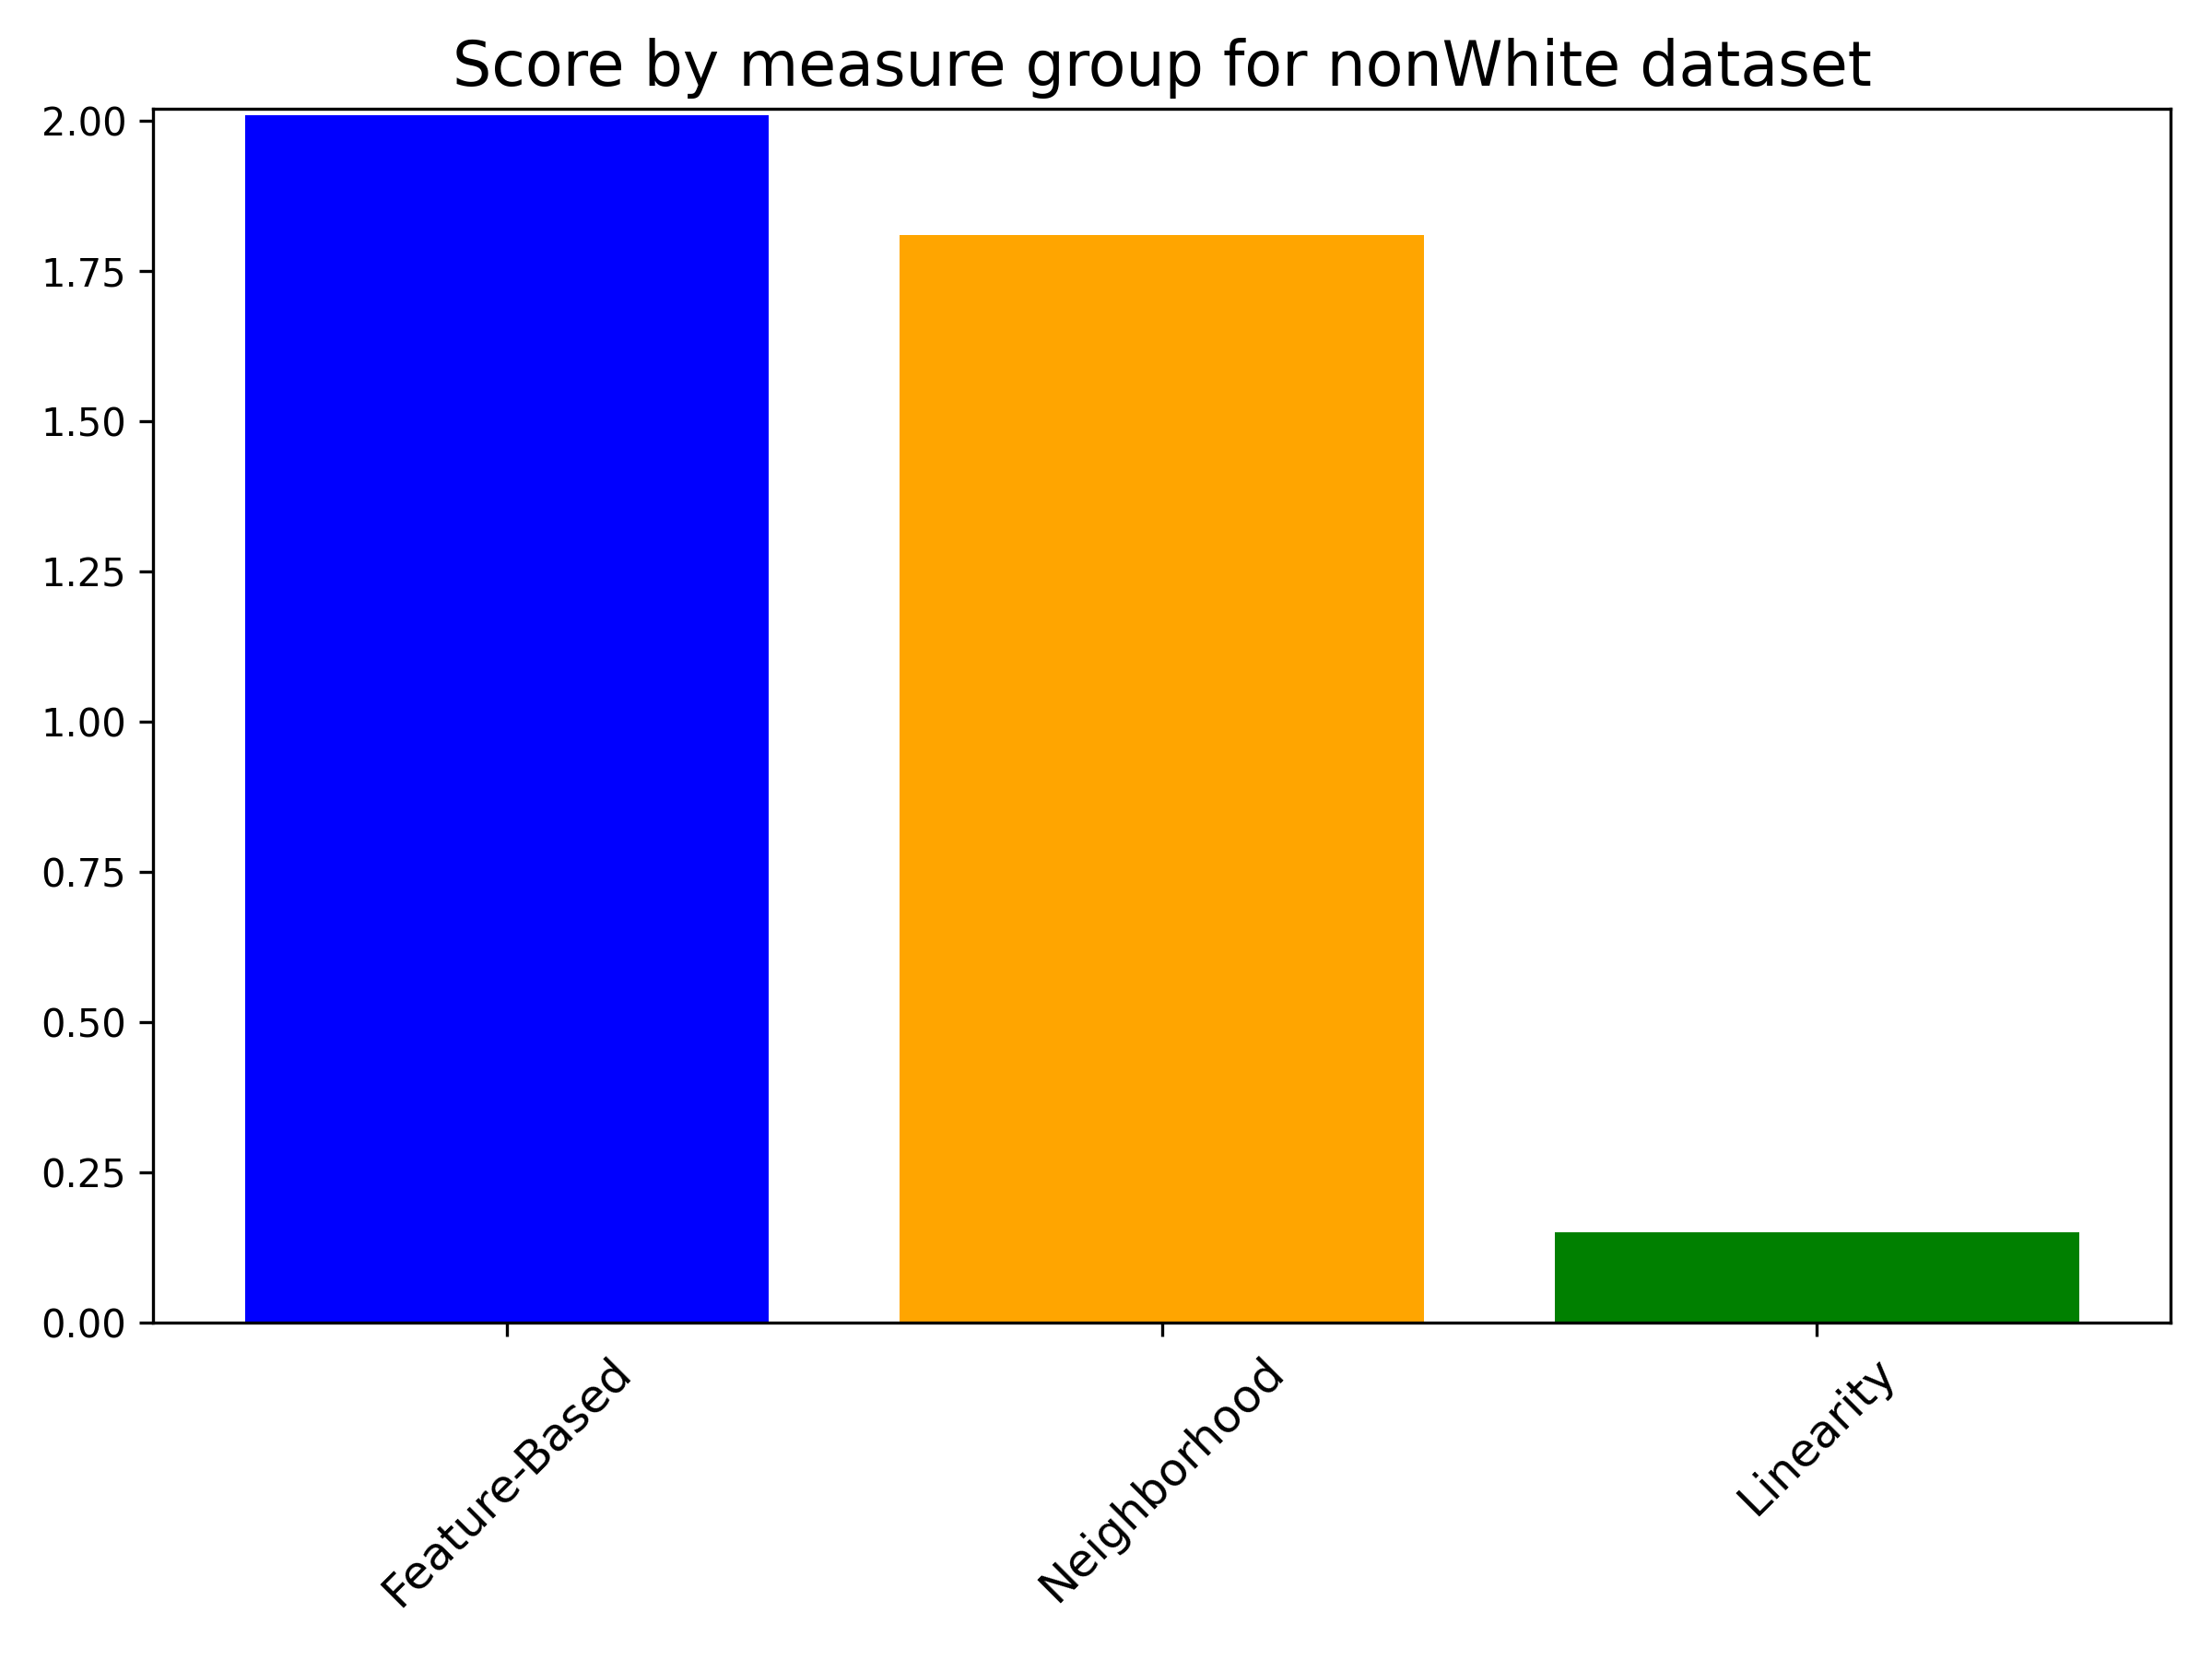 Score by measure group for nonWhite dataset
2.00
1.75
1.50
1.25
1.00
0.75
0.50
0.25
0.00
Feature-Based
Neighborhood
Linearity